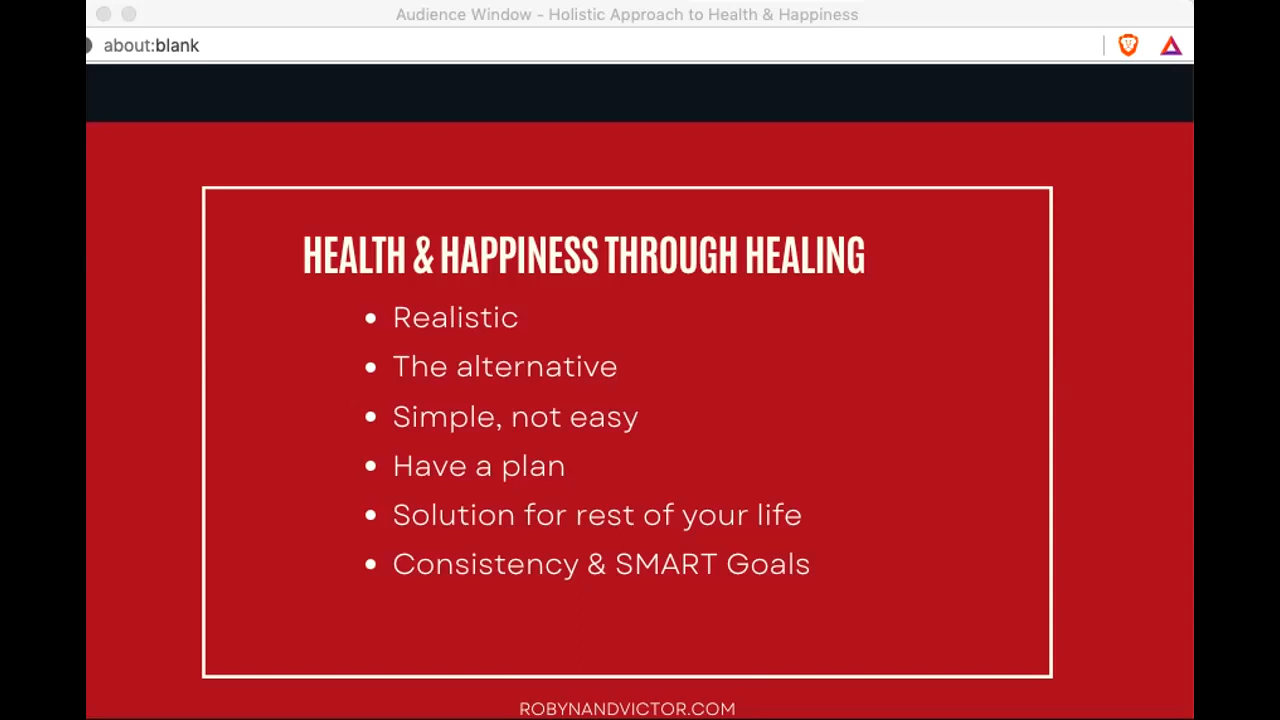 Audience Window - Holistic Approach to Health & Happiness
about:blank
HEALTH & HAPPINESS THROUGH HEALING
• Realistic
• The alternative
• Simple, not easy
• Have a plan
• Solution for rest of your life
• Consistency & SMART Goals
ROBYNANDVICTOR.COM